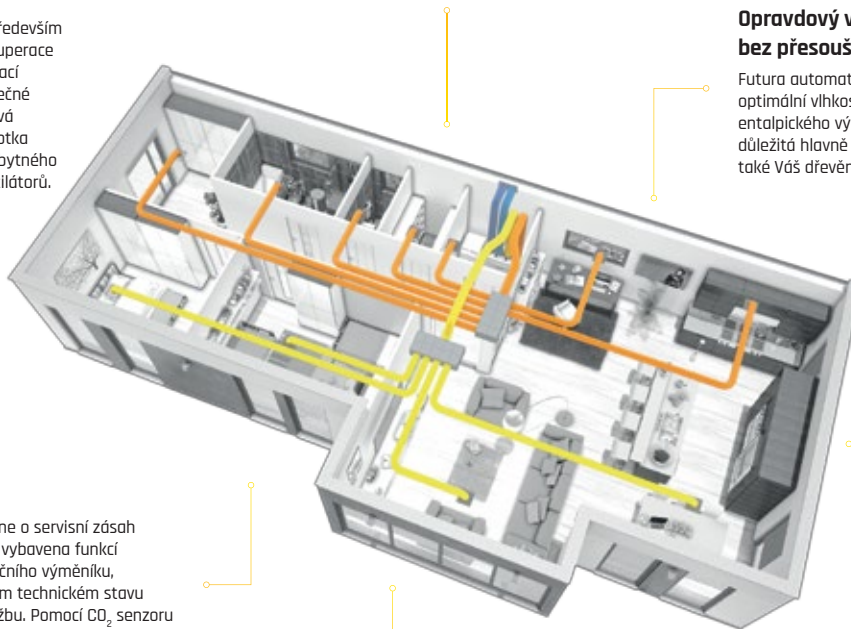 ředevším
uperace
ací
ečné
vá
otka
bytného
ilátorů.
Opravdový v
bez přesouš
Futura automat
optimální vlhkos
entalpického vý
důležitá hlavně
také Váš dřevěn
me o servisní zásah
vybavena funkcí
čního výměníku,
ém technickém stavu
žbu. Pomocí CO₂ senzoru